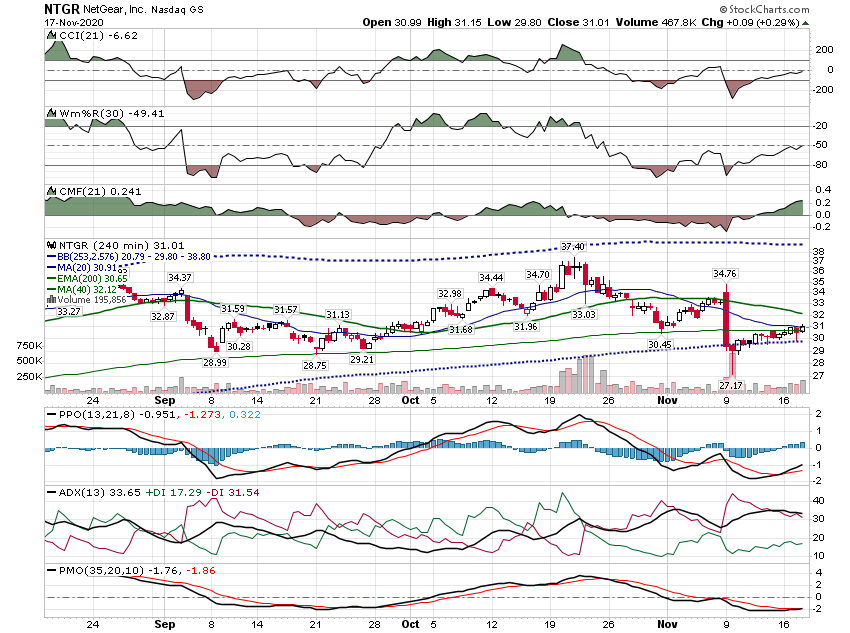 NTGR NetGear, Inc. Nasdaq GS © StockCharts.com
17-Nov-2020 Open 30.99 High 31.15 Low 29.80 Close 31.01 Volume 467.8K Chg +0.09 (+0.29%)
CCI(21) -6.62
200
0
-200
Wm%R(30) -49.41
-20
-50
-80
CMF(21) 0.241
0.4
0.2
0.0
-0.2
NTGR (240 min) 31.01
BB(253,2.576) 20.79 - 29.80 - 38.80
MA(20) 30.91
EMA(200) 30.65
MA(40) 32.12
Volume 195,856
33.27
32.87
34.37
28.99
31.59
30.28
31.57
28.75
31.13
29.21
32.98
31.68
34.44
31.96
34.70
37.40
33.03
30.45
34.76
27.17
38
37
36
35
34
33
32
31
30
29
28
27
750K
500K
250K
24 Sep 8 14 21 28 Oct 5 12 19 26 Nov 9 16
PPO(13,21,8) -0.951, -1.273, 0.322
2
1
0
-1
-2
ADX(13) 33.65 +DI 17.29 -DI 31.54
40
30
20
10
PMO(35,20,10) -1.76, -1.86
4
2
0
-2
24 Sep 8 14 21 28 Oct 5 12 19 26 Nov 9 16